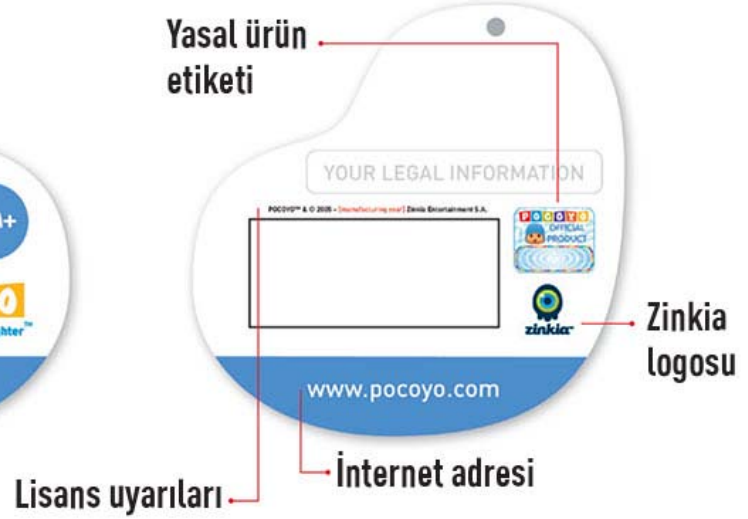 Yasal ürün
etiketi
YOUR LEGAL INFORMATION
POCOYO™ & © 2005 – [manufacturing year] Zinkia Entertainment S.A.
POCOYO
OFFICIAL
PRODUCT
zinkia
Zinkia
logosu
www.pocoyo.com
İnternet adresi
Lisans uyarıları